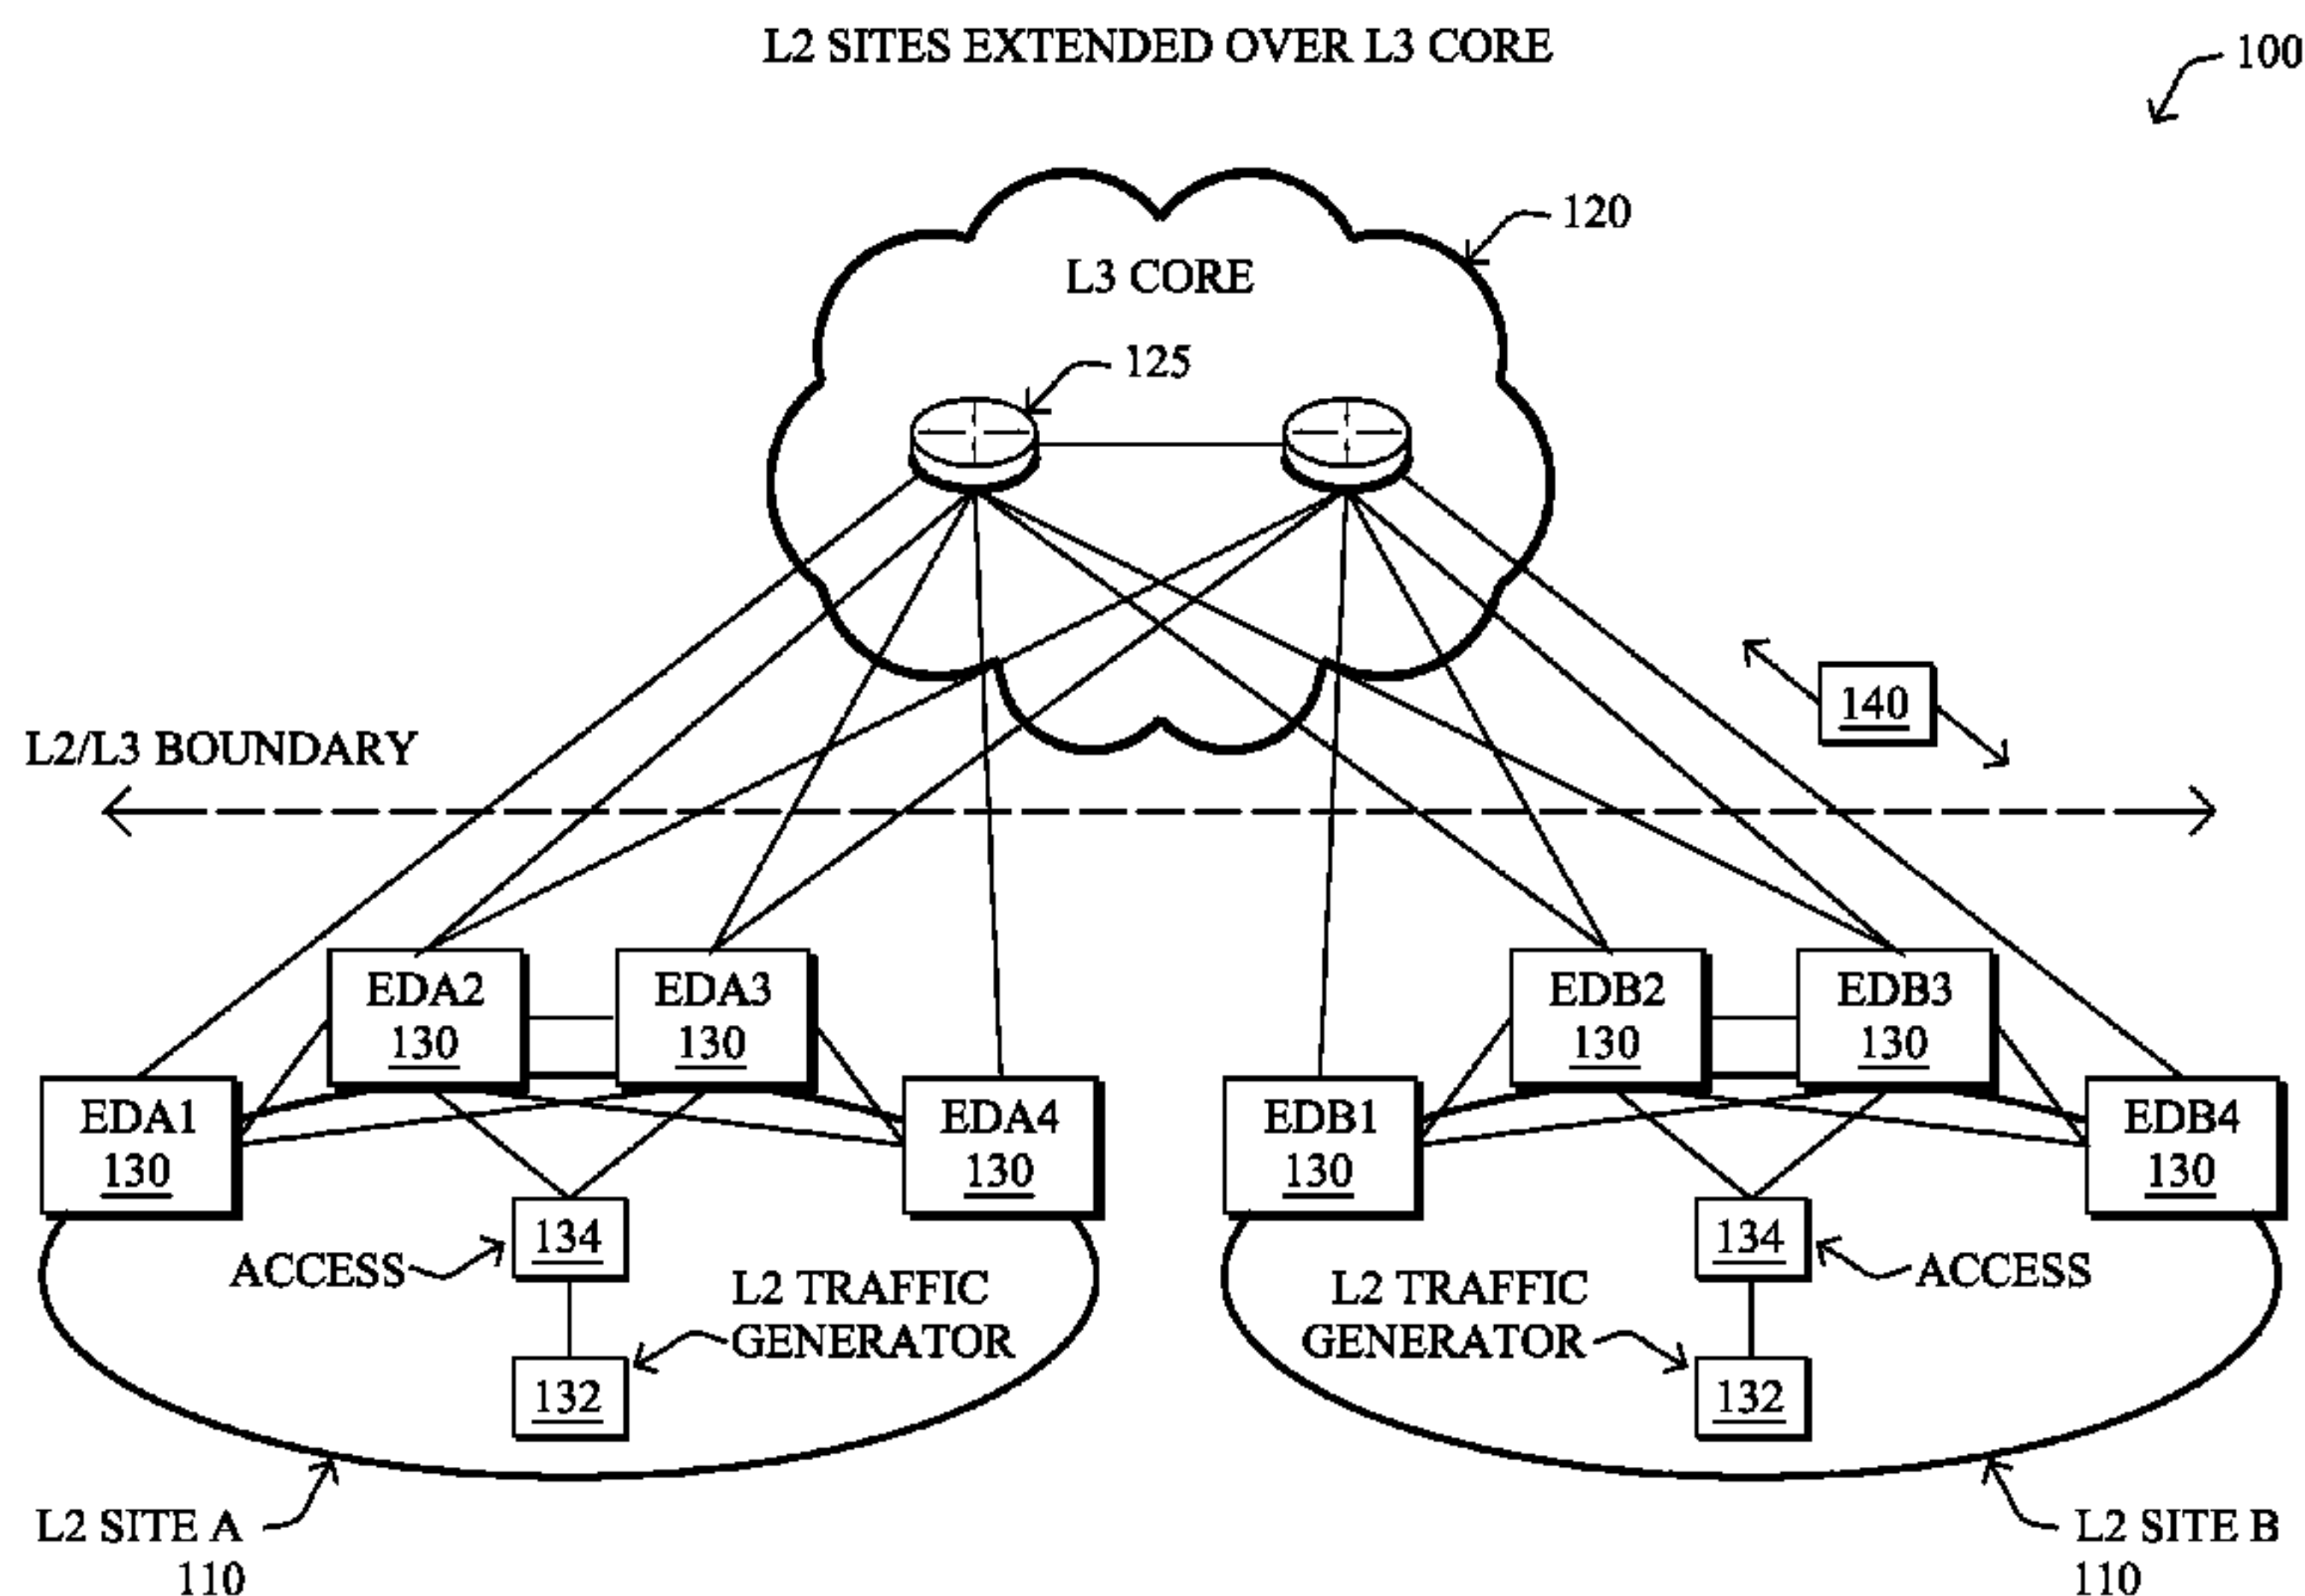 L2 SITES EXTENDED OVER L3 CORE
100
120
L3 CORE
125
140
L2/L3 BOUNDARY
EDA2
130
EDA3
130
EDB2
130
EDB3
130
EDA1
130
EDA4
130
EDB1
130
EDB4
130
134
ACCESS
L2 TRAFFIC
GENERATOR
132
134
ACCESS
L2 TRAFFIC
GENERATOR
132
L2 SITE A
110
L2 SITE B
110